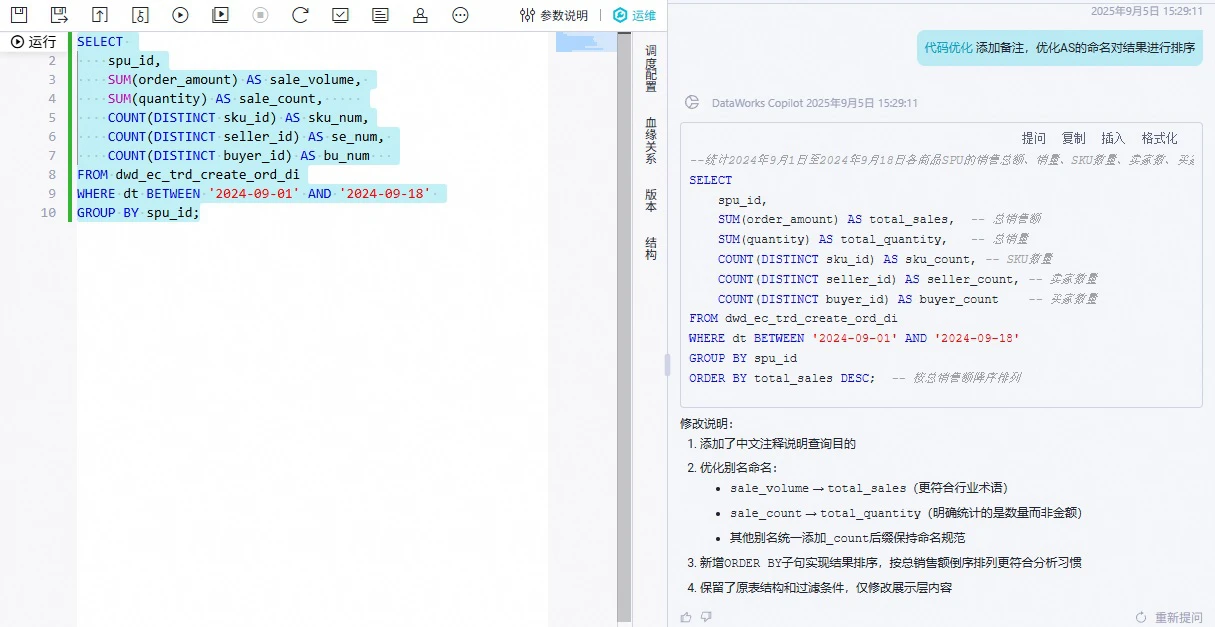 参数说明 | 运维
运行
SELECT
2 spu_id,
3 SUM(order_amount) AS sale_volume,
4 SUM(quantity) AS sale_count,
5 COUNT(DISTINCT sku_id) AS sku_num,
6 COUNT(DISTINCT seller_id) AS se_num,
7 COUNT(DISTINCT buyer_id) AS bu_num
8 FROM dwd_ec_trd_create_ord_di
9 WHERE dt BETWEEN '2024-09-01' AND '2024-09-18'
10 GROUP BY spu_id;
调度配置
血缘关系
版本
结构
2025年9月5日 15:29:11
代码优化 添加备注，优化AS的命名对结果进行排序
DataWorks Copilot 2025年9月5日 15:29:11
提问 复制 插入 格式化
--统计2024年9月1日至2024年9月18日各商品SPU的销售总额、销量、SKU数量、卖家数、买
SELECT
spu_id,
SUM(order_amount) AS total_sales, -- 总销售额
SUM(quantity) AS total_quantity, -- 总销量
COUNT(DISTINCT sku_id) AS sku_count, -- SKU数量
COUNT(DISTINCT seller_id) AS seller_count, -- 卖家数量
COUNT(DISTINCT buyer_id) AS buyer_count -- 买家数量
FROM dwd_ec_trd_create_ord_di
WHERE dt BETWEEN '2024-09-01' AND '2024-09-18'
GROUP BY spu_id
ORDER BY total_sales DESC; -- 按总销售额降序排列
修改说明：
1. 添加了中文注释说明查询目的
2. 优化别名命名：
• sale_volume → total_sales（更符合行业术语）
• sale_count → total_quantity（明确统计的是数量而非金额）
• 其他别名统一添加_count后缀保持命名规范
3. 新增ORDER BY子句实现结果排序，按总销售额倒序排列更符合分析习惯
4. 保留了原表结构和过滤条件，仅修改展示层内容
重新提问